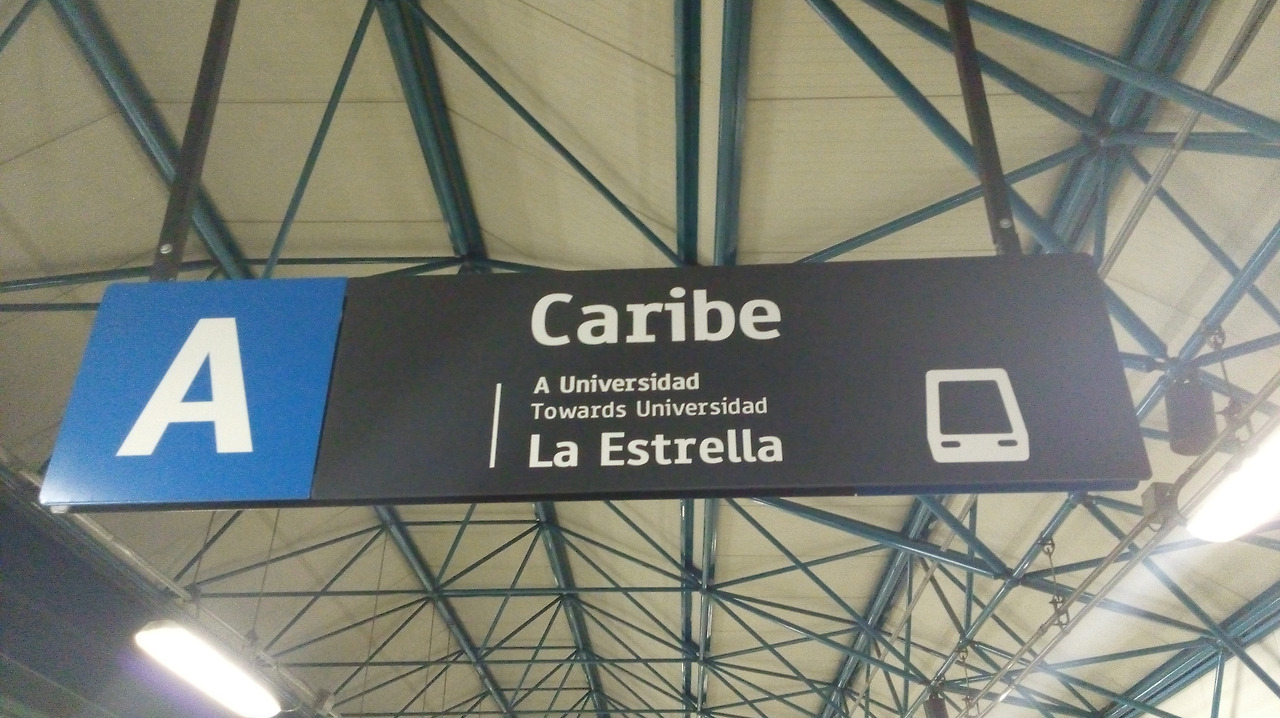 A
Caribe
A Universidad
Towards Universidad
La Estrella